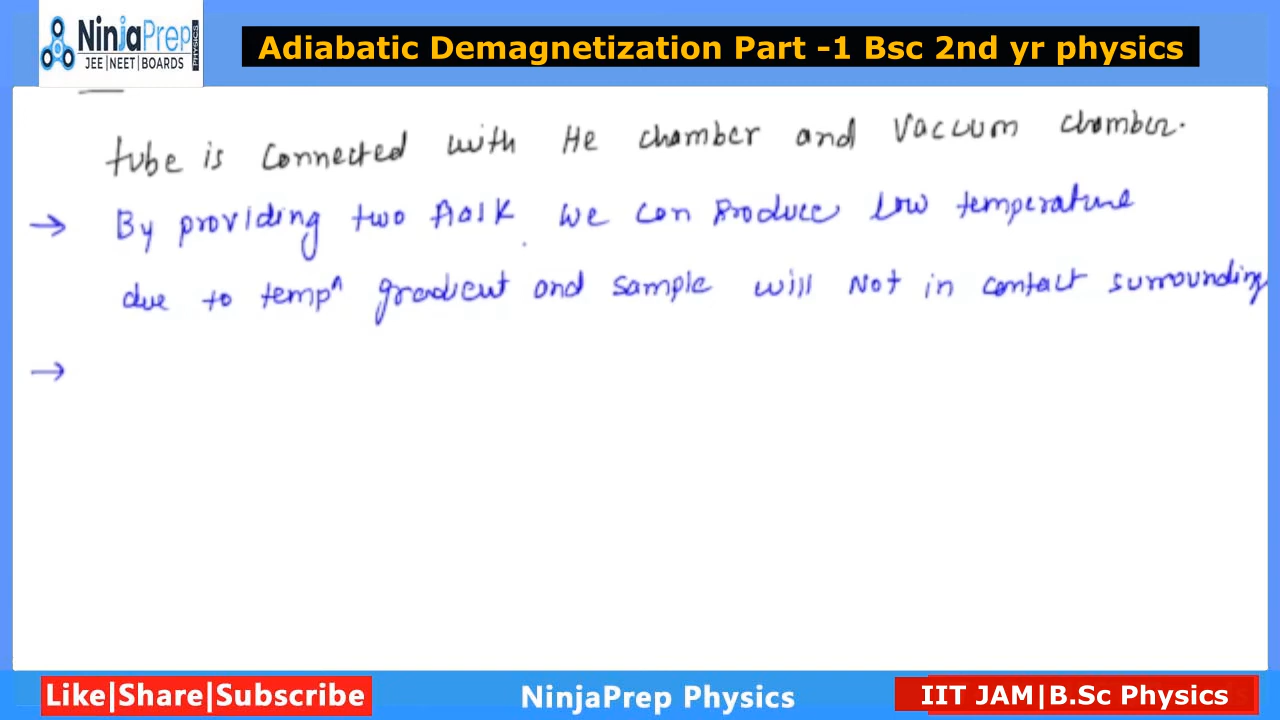 NinjaPrep
JEE|NEET|BOARDS
PHYSICS
Adiabatic Demagnetization Part -1 Bsc 2nd yr physics
tube is connected with He chamber and vaccum chamber.
→ By providing two we can produce low temperature
due to tempⁿ gradient and sample will Not in contact surrounding
→
Like|Share|Subscribe
NinjaPrep Physics
IIT JAM|B.Sc Physics